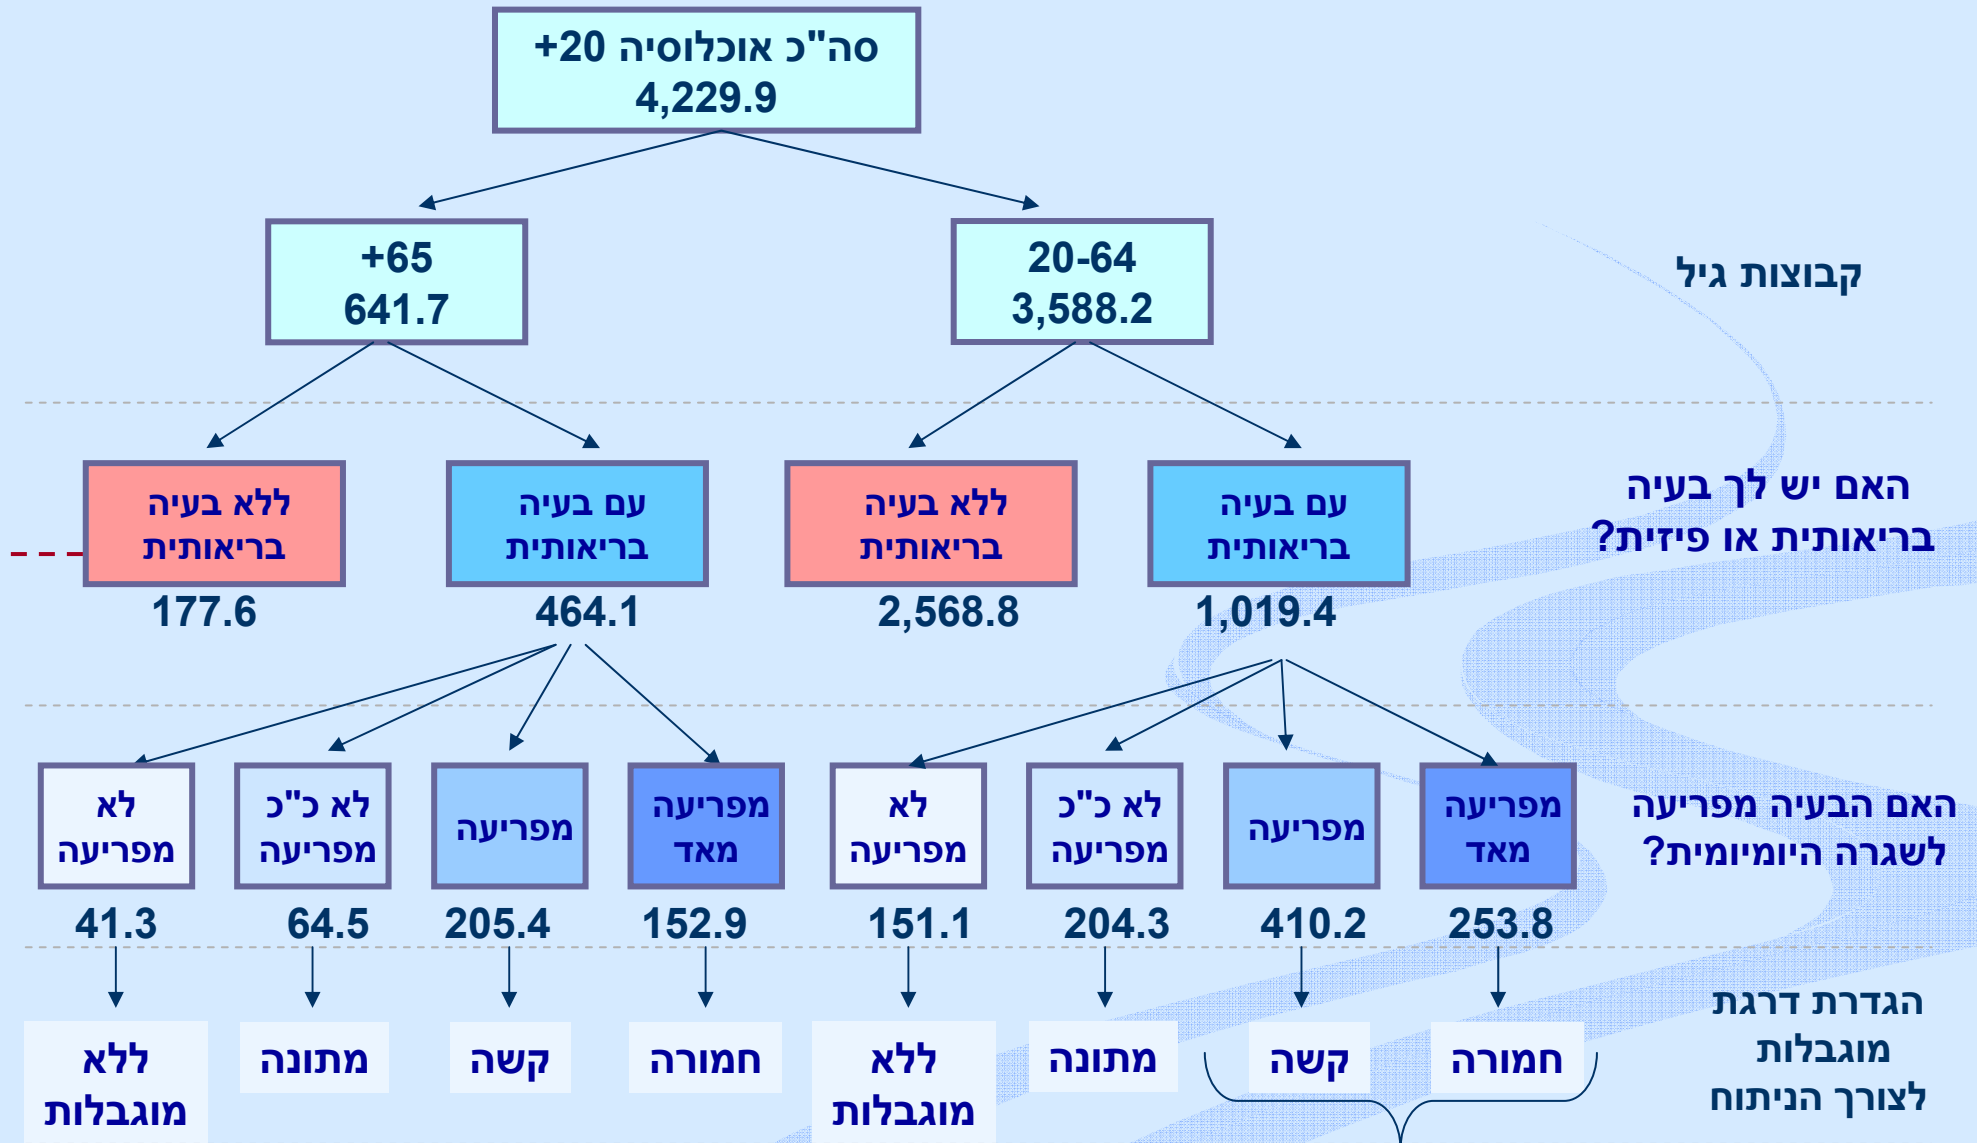 סה"כ אוכלוסיה 20+
4,229.9
קבוצות גיל
20-64
3,588.2
65+
641.7
האם יש לך בעיה
בריאותית או פיזית?
עם בעיה
בריאותית
1,019.4
ללא בעיה
בריאותית
2,568.8
עם בעיה
בריאותית
464.1
ללא בעיה
בריאותית
177.6
האם הבעיה מפריעה
לשגרה היומיומית?
מפריעה
מאד
253.8
מפריעה
410.2
לא כ"כ
מפריעה
204.3
לא
מפריעה
151.1
מפריעה
מאד
152.9
מפריעה
205.4
לא כ"כ
מפריעה
64.5
לא
מפריעה
41.3
הגדרת דרגת
מוגבלות
לצורך הניתוח
חמורה
קשה
מתונה
ללא
מוגבלות
חמורה
קשה
מתונה
ללא
מוגבלות